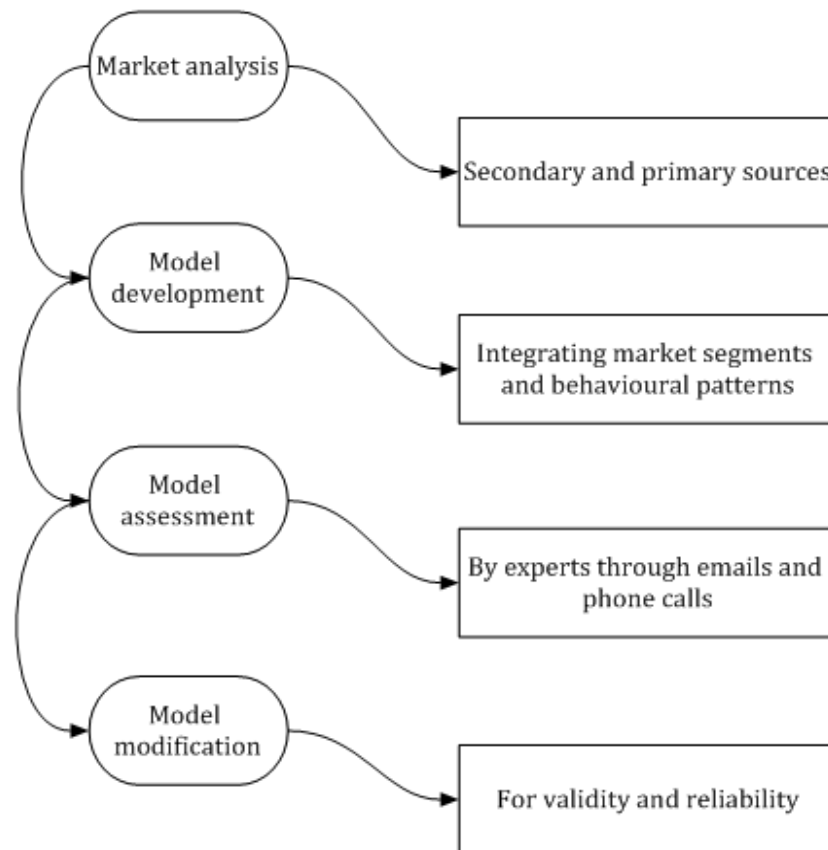 Market analysis
Secondary and primary sources
Model
development
Integrating market segments
and behavioural patterns
Model
assessment
By experts through emails and
phone calls
Model
modification
For validity and reliability